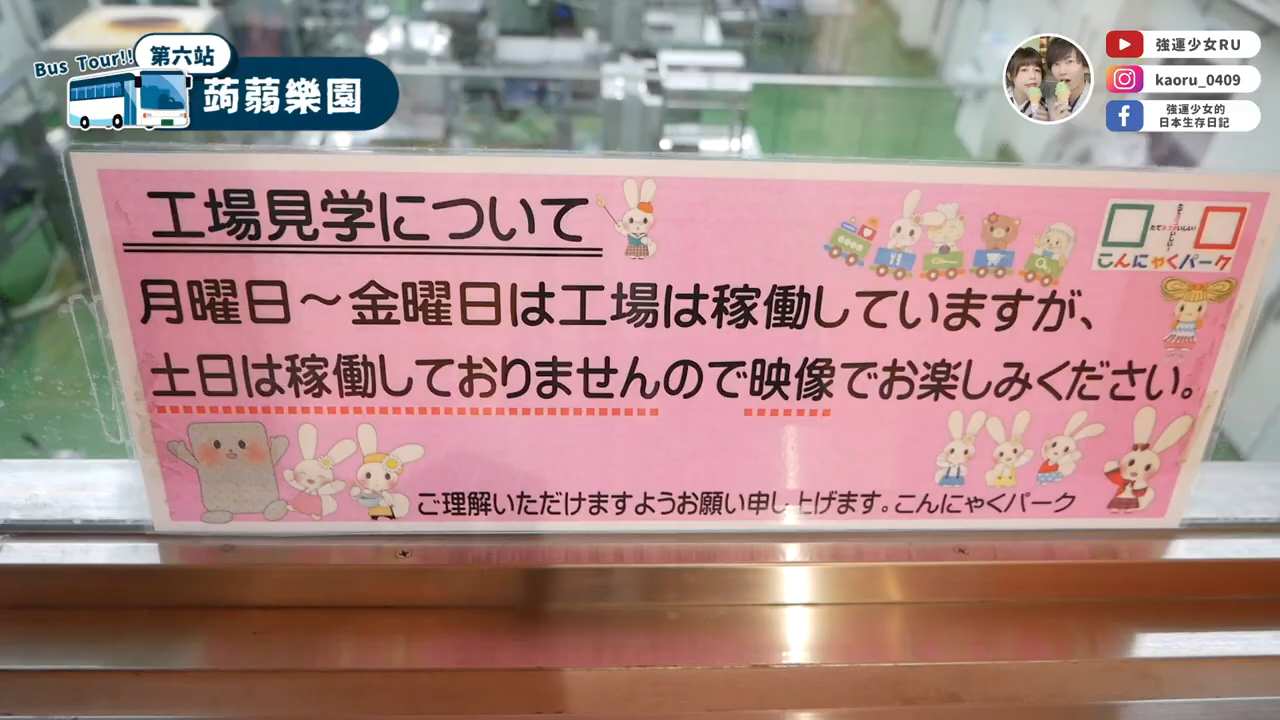 Bus Tour!!
第六站
蒟蒻樂園
強運少女RU
kaoru_0409
強運少女的
日本生存日記
工場見学について
こんにゃくパーク
月曜日～金曜日は工場は稼働していますが、
土日は稼働しておりませんので映像でお楽しみください。
ご理解いただけますようお願い申し上げます。こんにゃくパーク